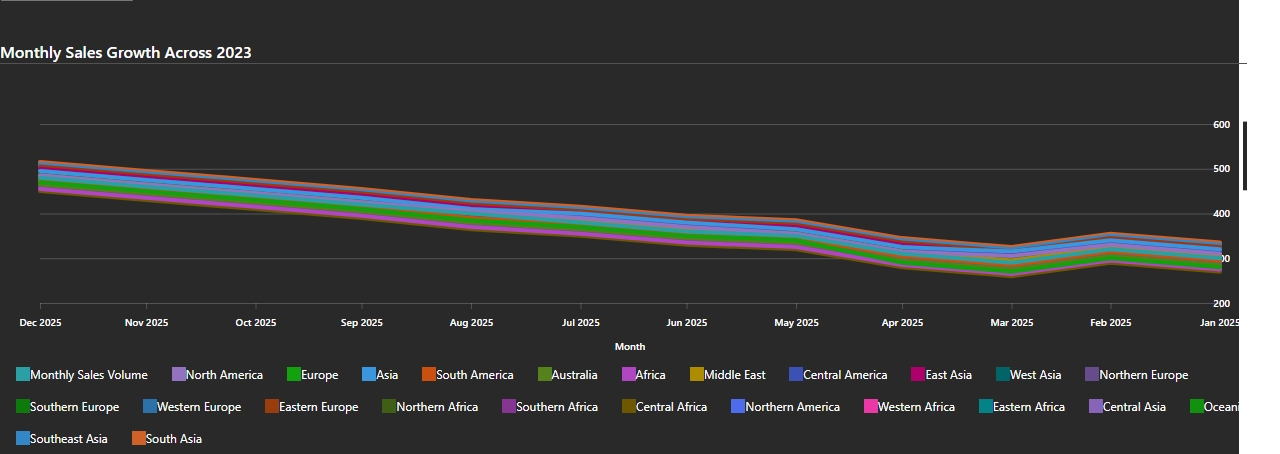 Monthly Sales Growth Across 2023
600
500
400
00
200
Dec 2025 Nov 2025 Oct 2025 Sep 2025 Aug 2025 Jul 2025 Jun 2025 May 2025 Apr 2025 Mar 2025 Feb 2025 Jan 2025
Month
Monthly Sales Volume North America Europe Asia South America Australia Africa Middle East Central America East Asia West Asia Northern Europe
Southern Europe Western Europe Eastern Europe Northern Africa Southern Africa Central Africa Northern America Western Africa Eastern Africa Central Asia Oceani
Southeast Asia South Asia